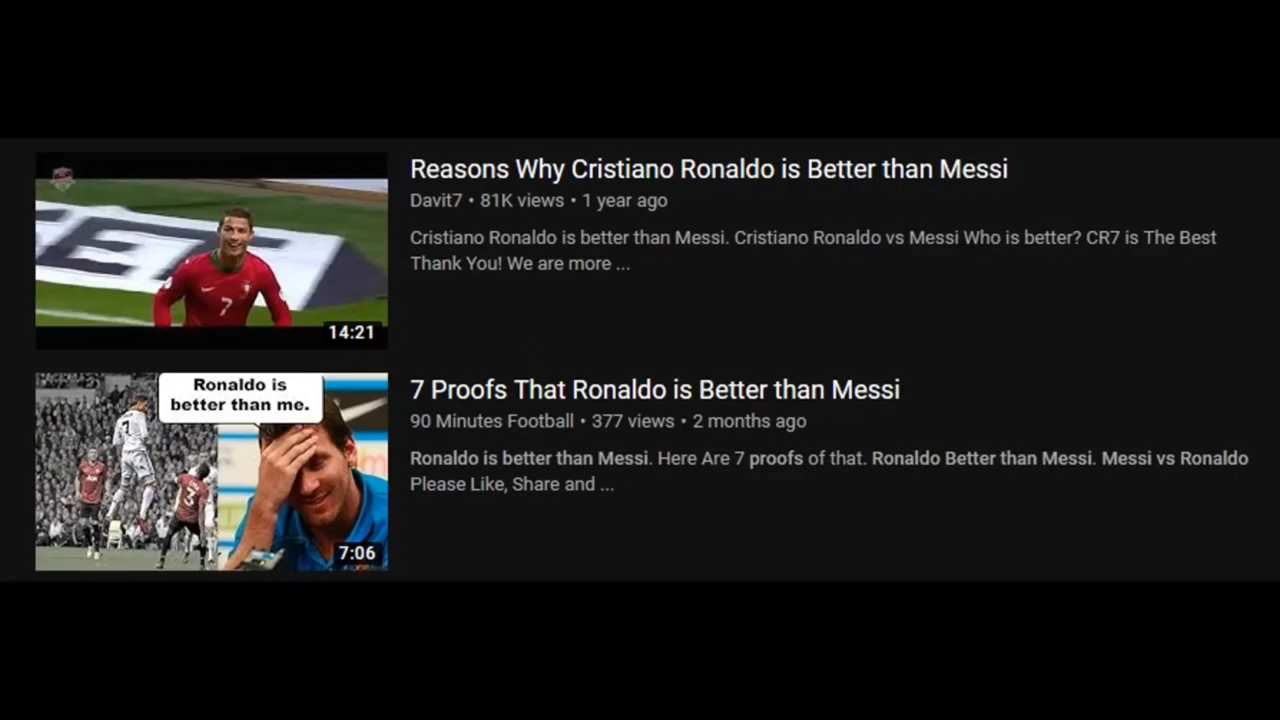 Reasons Why Cristiano Ronaldo is Better than Messi
Davit7 • 81K views • 1 year ago
Cristiano Ronaldo is better than Messi. Cristiano Ronaldo vs Messi Who is better? CR7 is The Best
Thank You! We are more ...
7
14:21
Ronaldo is
better than me.
7 Proofs That Ronaldo is Better than Messi
90 Minutes Football • 377 views • 2 months ago
Ronaldo is better than Messi. Here Are 7 proofs of that. Ronaldo Better than Messi. Messi vs Ronaldo
Please Like, Share and ...
7
3
7:06